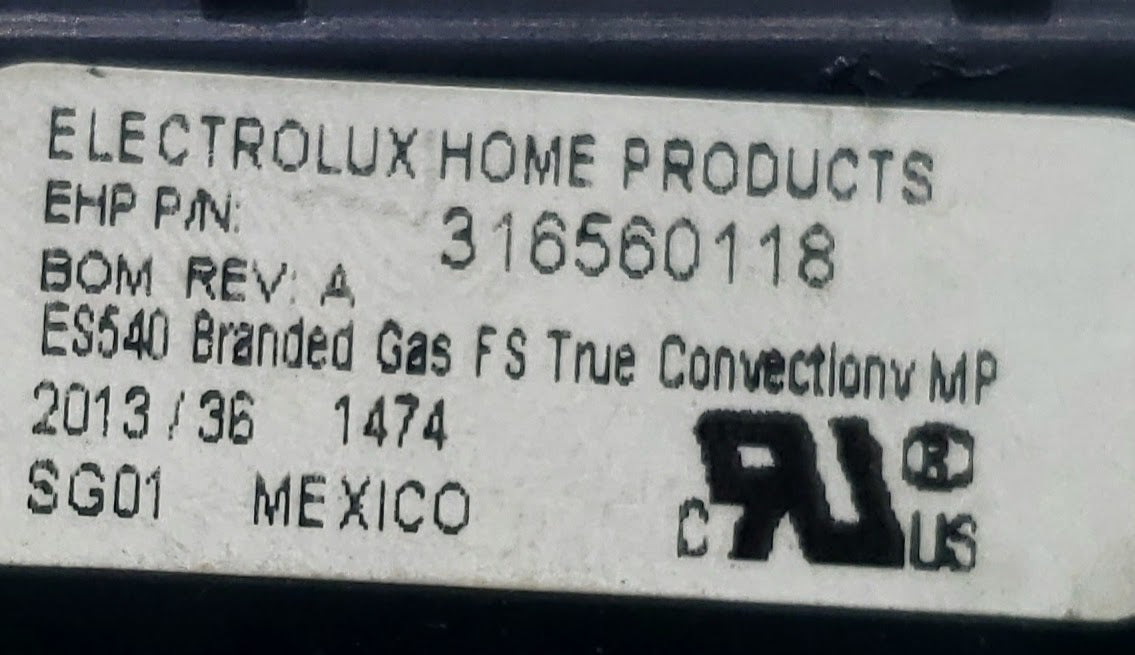 ELECTROLUX HOME PRODUCTS
EHP P/N: 316560118
BOM REV: A
ES540 Branded Gas FS True Convectionv MP
2013 / 36 1474
SG01 MEXICO
C RU ® US